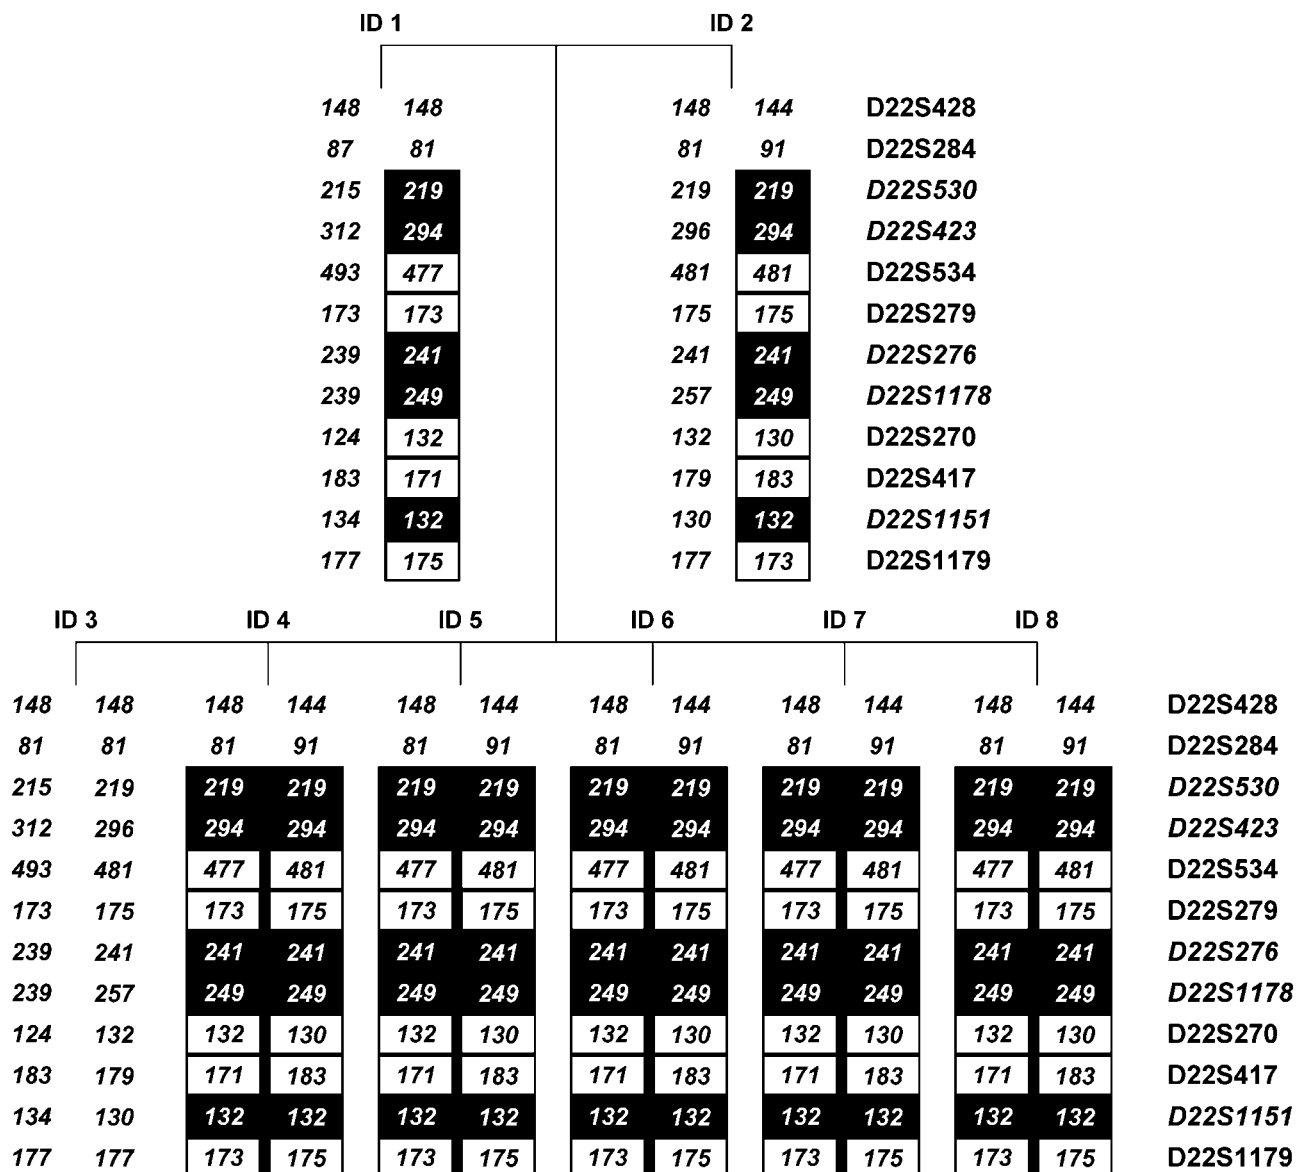 ID 1 ID 2
148 148 148 144 D22S428
87 81 81 91 D22S284
215 219 219 219 D22S530
312 294 296 294 D22S423
493 477 481 481 D22S534
173 173 175 175 D22S279
239 241 241 241 D22S276
239 249 257 249 D22S1178
124 132 132 130 D22S270
183 171 179 183 D22S417
134 132 130 132 D22S1151
177 175 177 173 D22S1179
ID 3 ID 4 ID 5 ID 6 ID 7 ID 8
148 148 148 144 148 144 148 144 148 144 148 144 D22S428
81 81 81 91 81 91 81 91 81 91 81 91 D22S284
215 219 219 219 219 219 219 219 219 219 219 219 D22S530
312 296 294 294 294 294 294 294 294 294 294 294 D22S423
493 481 477 481 477 481 477 481 477 481 477 481 D22S534
173 175 173 175 173 175 173 175 173 175 173 175 D22S279
239 241 241 241 241 241 241 241 241 241 241 241 D22S276
239 257 249 249 249 249 249 249 249 249 249 249 D22S1178
124 132 132 130 132 130 132 130 132 130 132 130 D22S270
183 179 171 183 171 183 171 183 171 183 171 183 D22S417
134 130 132 132 132 132 132 132 132 132 132 132 D22S1151
177 177 173 175 173 175 173 175 173 175 173 175 D22S1179